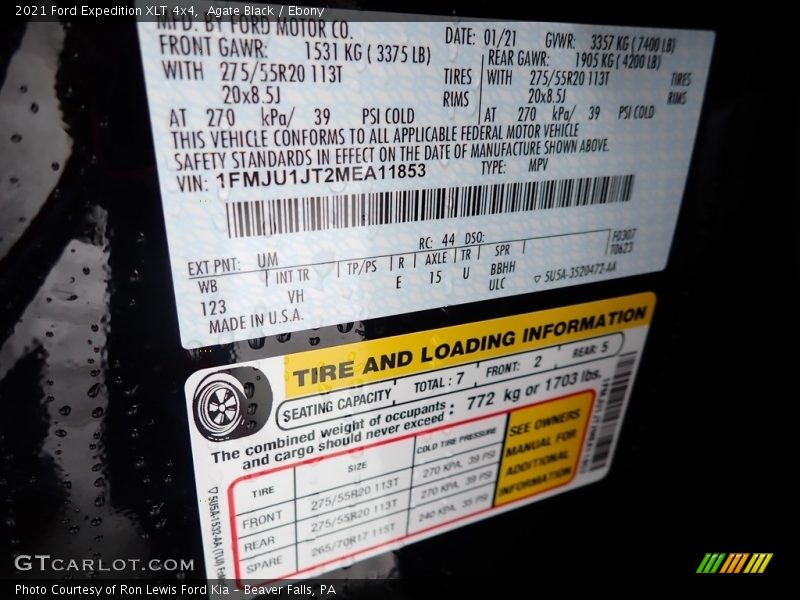 2021 Ford Expedition XLT 4x4,  Agate Black / Ebony
MFD. BY FORD MOTOR CO.
DATE: 01/21 GVWR: 3357 KG ( 7400 LB)
FRONT GAWR: 1531 KG ( 3375 LB) REAR GAWR: 1905 KG ( 4200 LB)
WITH 275/55R20 113T TIRES WITH 275/55R20 113T TIRES
20x8.5J RIMS 20x8.5J RIMS
AT 270 kPa/ 39 PSI COLD AT 270 kPa/ 39 PSI COLD
THIS VEHICLE CONFORMS TO ALL APPLICABLE FEDERAL MOTOR VEHICLE
SAFETY STANDARDS IN EFFECT ON THE DATE OF MANUFACTURE SHOWN ABOVE.
VIN: 1FMJU1JT2MEA11853 TYPE: MPV
EXT PNT: UM RC: 44 DSO: F0307
T0623
WB INT TR TP/PS R AXLE TR SPR
123 VH E 15 U BBHH
ULC
5U5A-3520472-AA
MADE IN U.S.A.
TIRE AND LOADING INFORMATION
SEATING CAPACITY TOTAL : 7 FRONT: 2 REAR: 5
The combined weight of occupants
and cargo should never exceed : 772 kg or 1703 lbs.
TIRE SIZE COLD TIRE PRESSURE
FRONT 275/55R20 113T 270 KPA, 39 PSI
REAR 275/55R20 113T 270 KPA, 39 PSI
SPARE 265/70R17 115T 240 KPA, 35 PSI
SEE OWNERS
MANUAL FOR
ADDITIONAL
INFORMATION
5U5A-1532-AA
GTCARLOT.COM
Photo Courtesy of Ron Lewis Ford Kia – Beaver Falls, PA